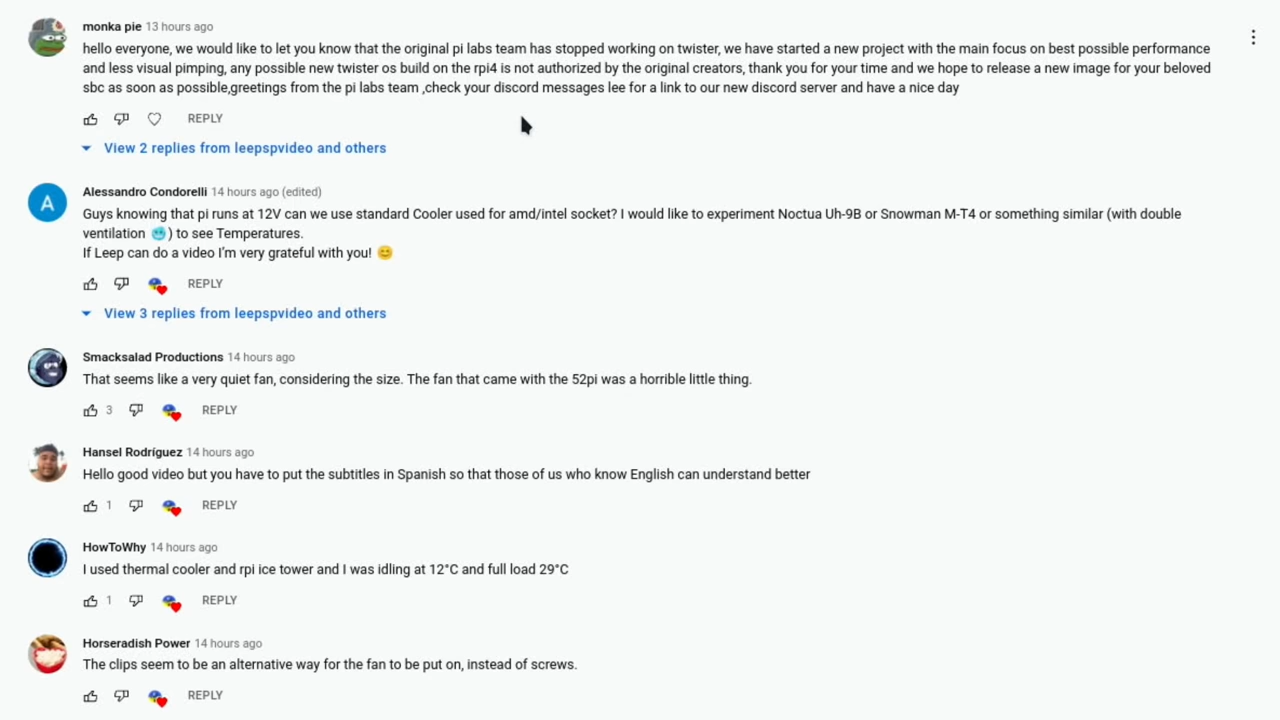 monka pie 13 hours ago
hello everyone, we would like to let you know that the original pi labs team has stopped working on twister, we have started a new project with the main focus on best possible performance
and less visual pimping, any possible new twister os build on the rpi4 is not authorized by the original creators, thank you for your time and we hope to release a new image for your beloved
sbc as soon as possible,greetings from the pi labs team ,check your discord messages lee for a link to our new discord server and have a nice day
REPLY
View 2 replies from leepspvideo and others
A
Alessandro Condorelli 14 hours ago (edited)
Guys knowing that pi runs at 12V can we use standard Cooler used for amd/intel socket? I would like to experiment Noctua Uh-9B or Snowman M-T4 or something similar (with double
ventilation 🥶) to see Temperatures.
If Leep can do a video I'm very grateful with you! 😊
REPLY
View 3 replies from leepspvideo and others
Smacksalad Productions 14 hours ago
That seems like a very quiet fan, considering the size. The fan that came with the 52pi was a horrible little thing.
3 REPLY
Hansel Rodríguez 14 hours ago
Hello good video but you have to put the subtitles in Spanish so that those of us who know English can understand better
1 REPLY
HowToWhy 14 hours ago
I used thermal cooler and rpi ice tower and I was idling at 12°C and full load 29°C
1 REPLY
Horseradish Power 14 hours ago
The clips seem to be an alternative way for the fan to be put on, instead of screws.
REPLY